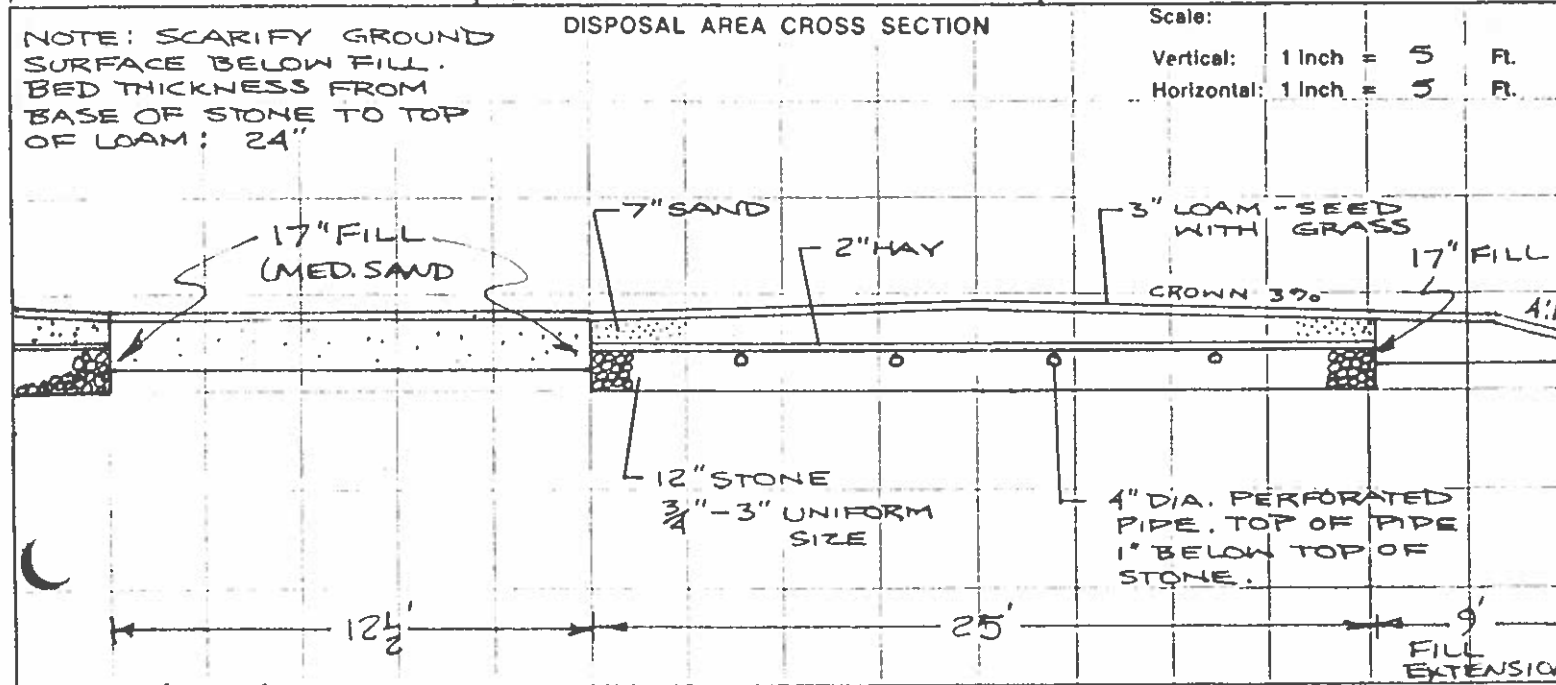 DISPOSAL AREA CROSS SECTION
Scale:
Vertical: 1 Inch = 5 Ft.
Horizontal: 1 Inch = 5 Ft.
NOTE: SCARIFY GROUND
SURFACE BELOW FILL.
BED THICKNESS FROM
BASE OF STONE TO TOP
OF LOAM: 24"
17" FILL
(MED. SAND
7" SAND
2" HAY
3" LOAM - SEED
WITH GRASS
17" FILL
CROWN 3%
12" STONE
3/4" - 3" UNIFORM
SIZE
4" DIA. PERFORATED
PIPE. TOP OF PIPE
1" BELOW TOP OF
STONE.
12 1/2'
25'
9'
FILL
EXTENSIO